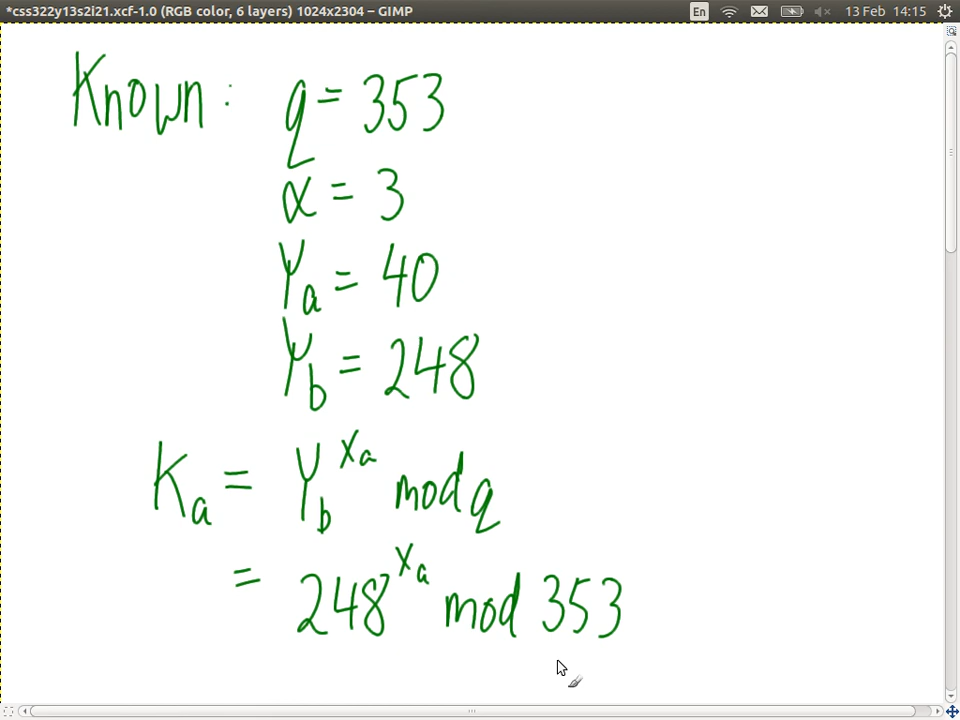 *css322y13s2i21.xcf-1.0 (RGB color, 6 layers) 1024x2304 – GIMP En 13 Feb 14:15
Known: q = 353
α = 3
Ya = 40
Yb = 248
Ka = Yb^Xa mod q
= 248^Xa mod 353